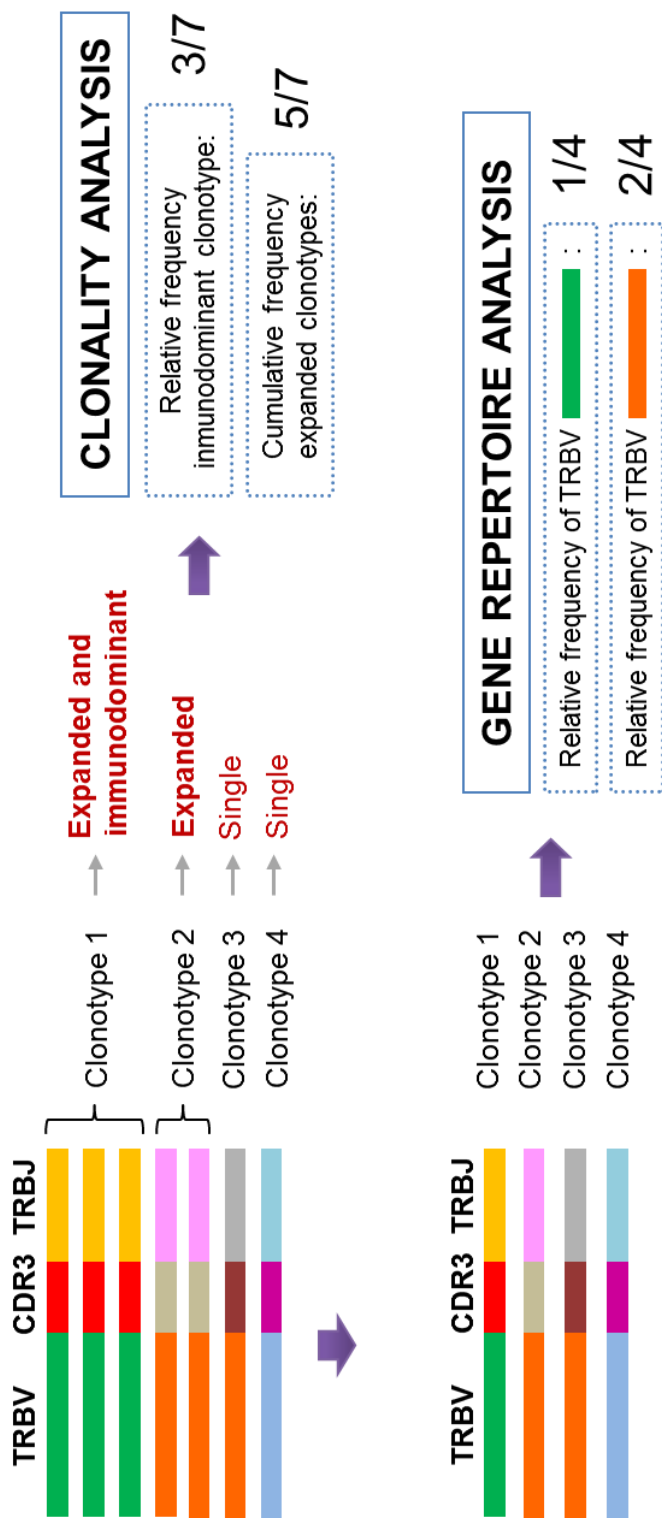 TRBV CDR3 TRBJ
Clonotype 1
Clonotype 2
Clonotype 3
Clonotype 4
Expanded and
immunodominant
Expanded
Single
Single
CLONALITY ANALYSIS
Relative frequency
inmunodominant clonotype:
3/7
Cumulative frequency
expanded clonotypes:
5/7
TRBV CDR3 TRBJ
Clonotype 1
Clonotype 2
Clonotype 3
Clonotype 4
GENE REPERTOIRE ANALYSIS
Relative frequency of TRBV :
1/4
Relative frequency of TRBV :
2/4